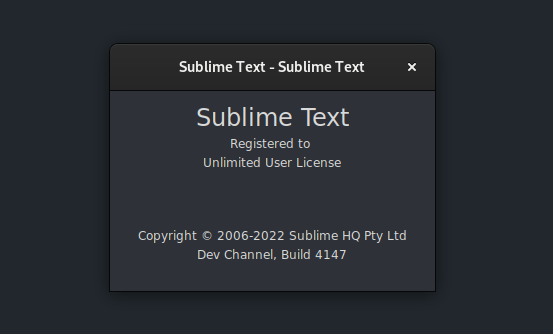 Sublime Text - Sublime Text
Sublime Text
Registered to
Unlimited User License
Copyright © 2006-2022 Sublime HQ Pty Ltd
Dev Channel, Build 4147